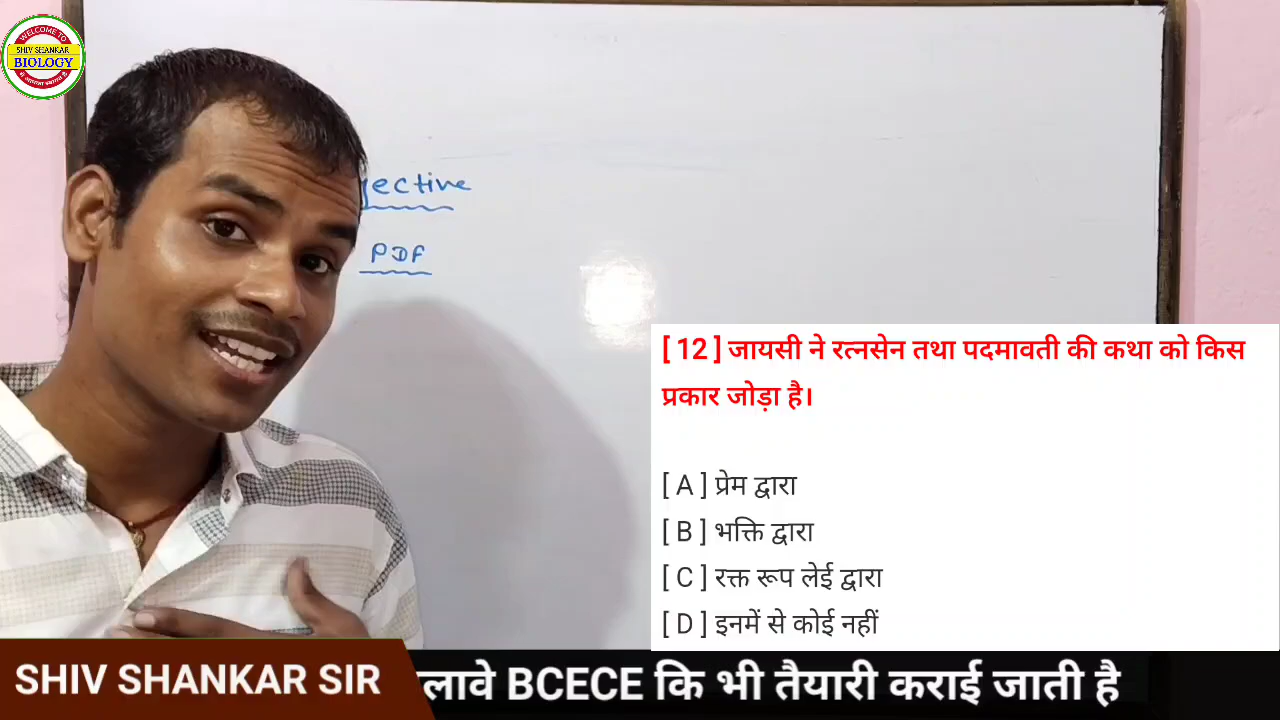 WELCOME TO
SHIV SHANKAR
BIOLOGY
jective
PDF
[ 12 ] जायसी ने रत्नसेन तथा पदमावती की कथा को किस
प्रकार जोड़ा है।
[ A ] प्रेम द्वारा
[ B ] भक्ति द्वारा
[ C ] रक्त रूप लेई द्वारा
[ D ] इनमें से कोई नहीं
SHIV SHANKAR SIR
लावे BCECE कि भी तैयारी कराई जाती है